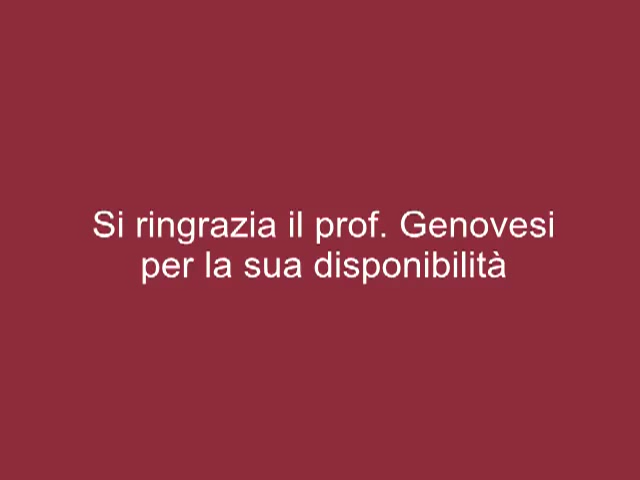 Si ringrazia il prof. Genovesi
per la sua disponibilità